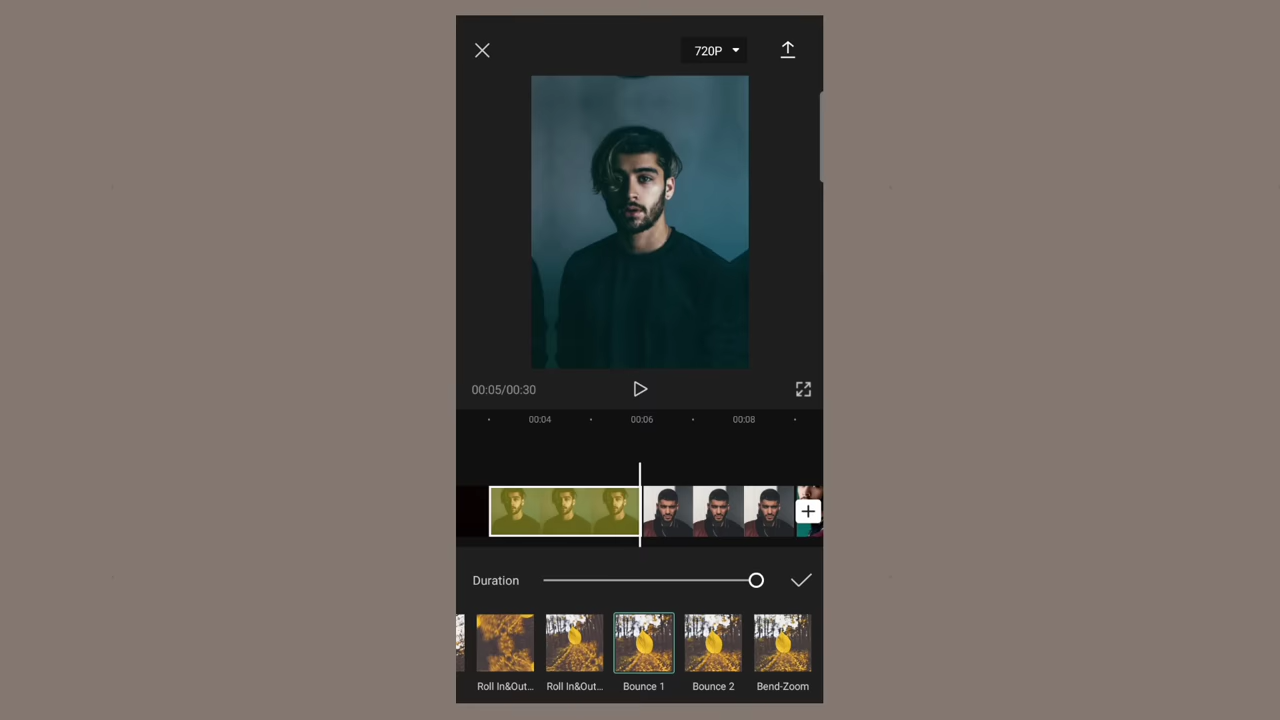 720P
00:05/00:30
00:04 00:06 00:08
Duration
Roll In&Out... Roll In&Out... Bounce 1 Bounce 2 Bend-Zoom